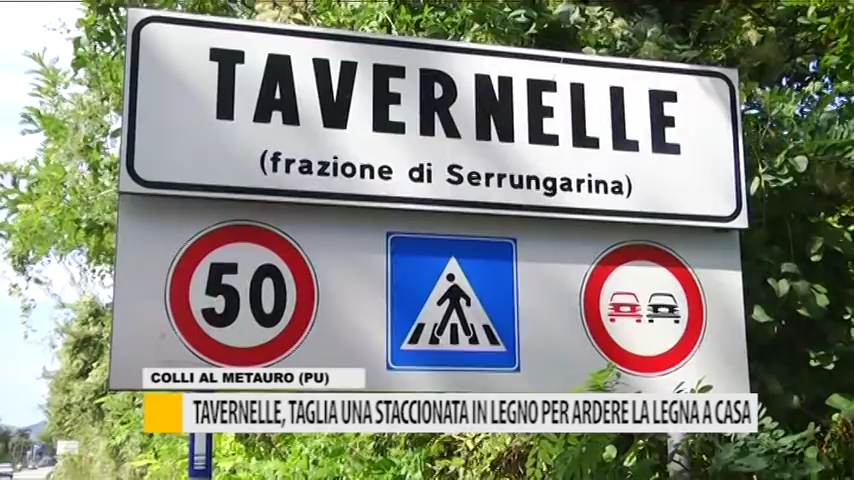 TAVERNELLE
(frazione di Serrungarina)
50
COLLI AL METAURO (PU)
TAVERNELLE, TAGLIA UNA STACCIONATA IN LEGNO PER ARDERE LA LEGNA A CASA